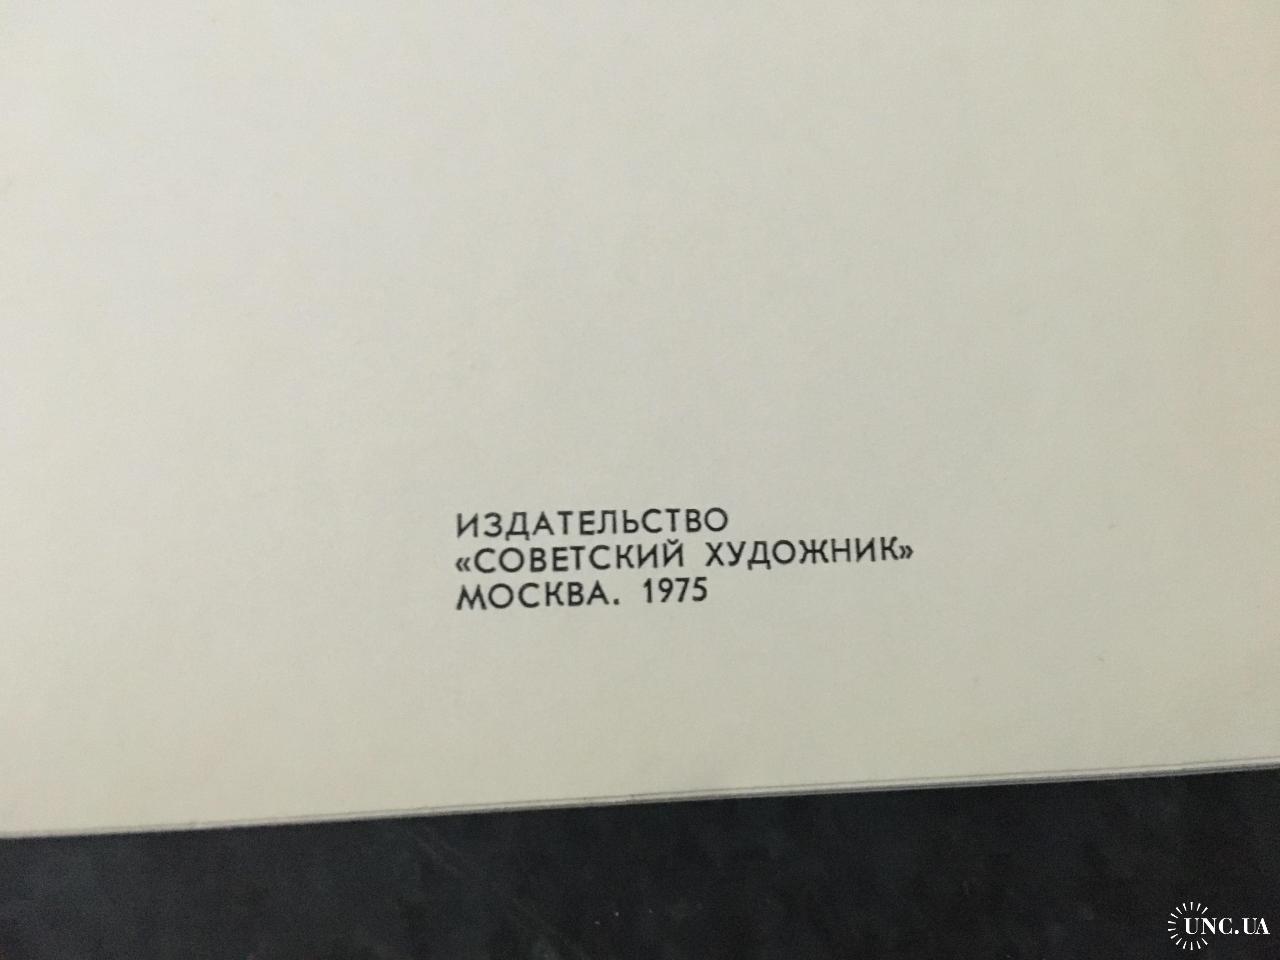 ИЗДАТЕЛЬСТВО
«СОВЕТСКИЙ ХУДОЖНИК»
МОСКВА. 1975
UNC.UA